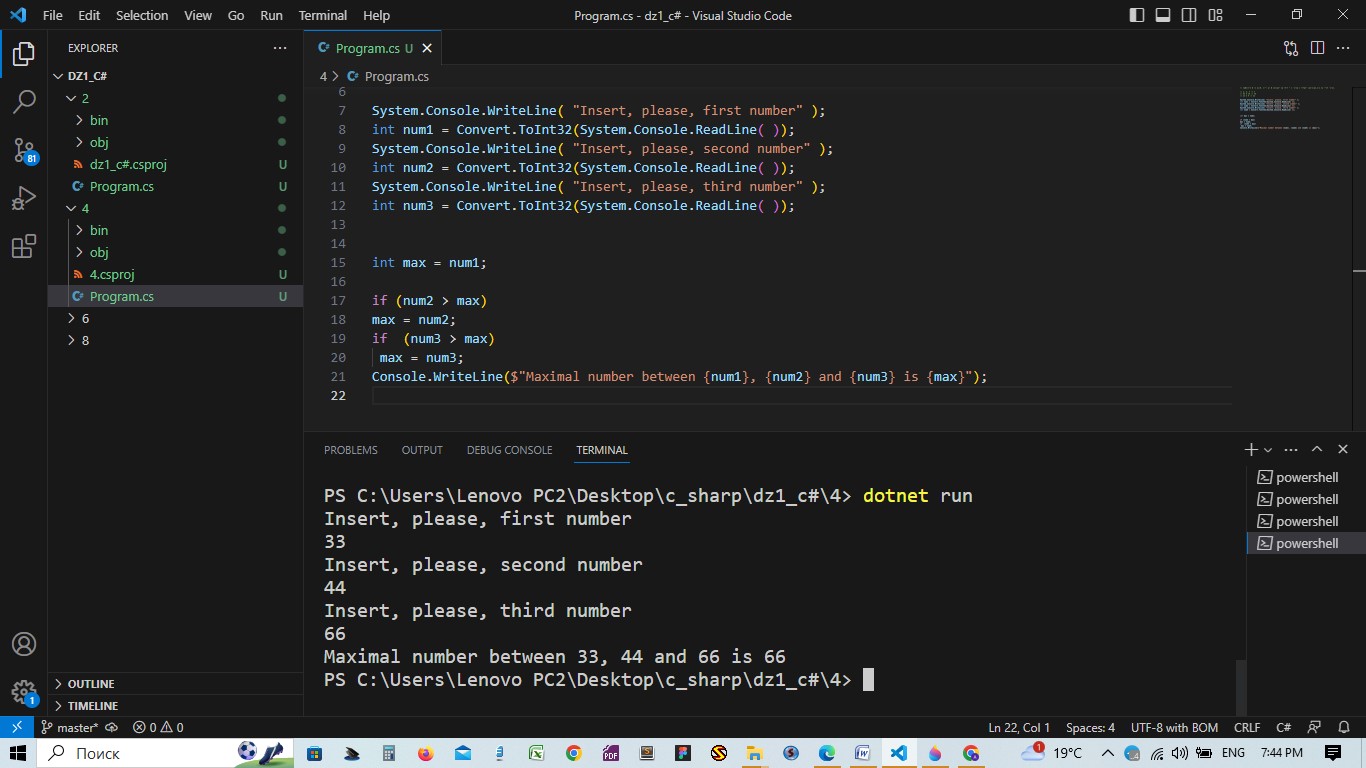 File Edit Selection View Go Run Terminal Help
Program.cs - dz1_c# - Visual Studio Code
EXPLORER
DZ1_C#
2
bin
obj
dz1_c#.csproj U
Program.cs U
4
bin
obj
4.csproj U
Program.cs U
6
8
OUTLINE
TIMELINE
81
1
Program.cs U
4 > Program.cs
6
7 System.Console.WriteLine( "Insert, please, first number" );
8 int num1 = Convert.ToInt32(System.Console.ReadLine( ));
9 System.Console.WriteLine( "Insert, please, second number" );
10 int num2 = Convert.ToInt32(System.Console.ReadLine( ));
11 System.Console.WriteLine( "Insert, please, third number" );
12 int num3 = Convert.ToInt32(System.Console.ReadLine( ));
13
14
15 int max = num1;
16
17 if (num2 > max)
18 max = num2;
19 if  (num3 > max)
20  max = num3;
21 Console.WriteLine($"Maximal number between {num1}, {num2} and {num3} is {max}");
22
PROBLEMS OUTPUT DEBUG CONSOLE TERMINAL
PS C:\Users\Lenovo PC2\Desktop\c_sharp\dz1_c#\4> dotnet run
Insert, please, first number
33
Insert, please, second number
44
Insert, please, third number
66
Maximal number between 33, 44 and 66 is 66
PS C:\Users\Lenovo PC2\Desktop\c_sharp\dz1_c#\4>
powershell
powershell
powershell
powershell
master* 0 0 Ln 22, Col 1 Spaces: 4 UTF-8 with BOM CRLF C#
Поиск 1 19°C ENG 7:44 PM